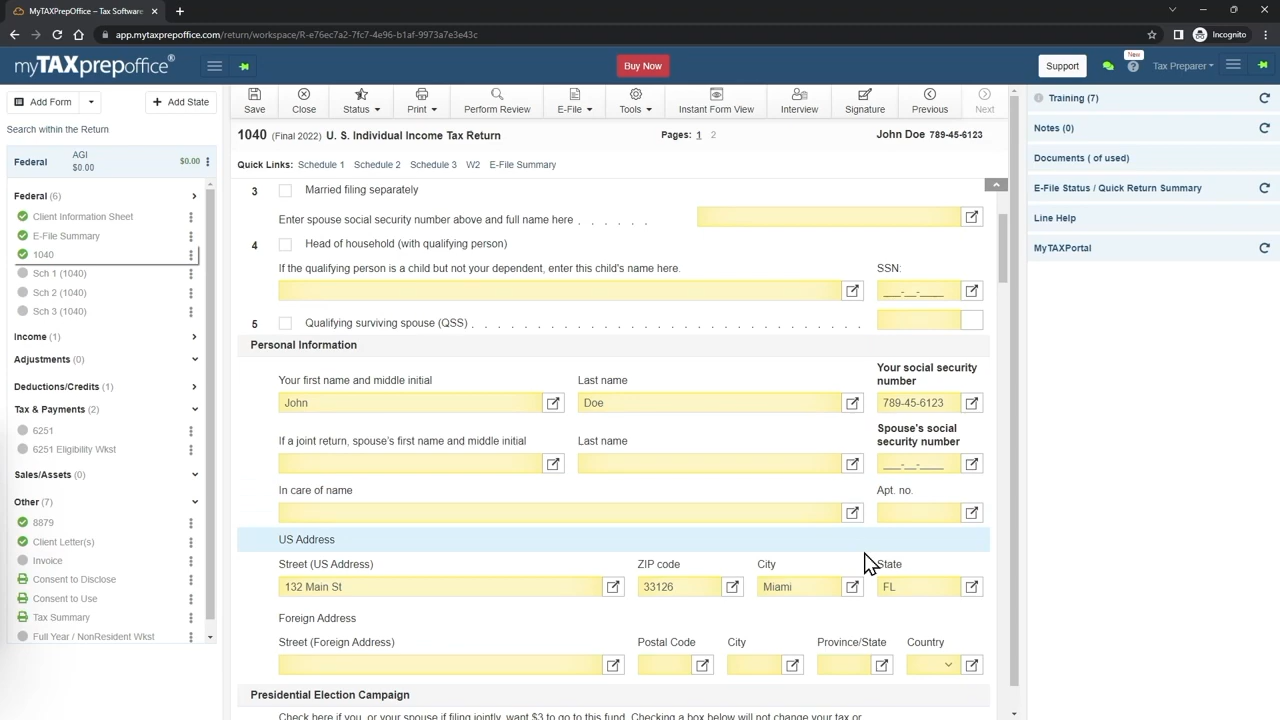 MyTAXPrepOffice – Tax Software
Incognito
app.mytaxprepoffice.com/return/workspace/R-e76ec7a2-7fc7-4e96-b1af-9973a7e3e43c
myTAXprepoffice®
Buy Now
Support
New
Tax Preparer
Add Form
Add State
Search within the Return
Federal
AGI
$0.00
$0.00
Federal (6)
Client Information Sheet
E-File Summary
1040
Sch 1 (1040)
Sch 2 (1040)
Sch 3 (1040)
Income (1)
Adjustments (0)
Deductions/Credits (1)
Tax & Payments (2)
6251
6251 Eligibility Wkst
Sales/Assets (0)
Other (7)
8879
Client Letter(s)
Invoice
Consent to Disclose
Consent to Use
Tax Summary
Full Year / NonResident Wkst
Save
Close
Status
Print
Perform Review
E-File
Tools
Instant Form View
Interview
Signature
Previous
Next
1040 (Final 2022) U. S. Individual Income Tax Return
Pages: 1 2
John Doe 789-45-6123
Quick Links: Schedule 1 Schedule 2 Schedule 3 W2 E-File Summary
3 Married filing separately
Enter spouse social security number above and full name here . . . . . .
4 Head of household (with qualifying person)
If the qualifying person is a child but not your dependent, enter this child's name here.
SSN:
___-__-____
5 Qualifying surviving spouse (QSS) . . . . . . . . . . . . . . . . . . . . . . . . . .
Personal Information
Your first name and middle initial
Last name
Your social security
number
John
Doe
789-45-6123
If a joint return, spouse's first name and middle initial
Last name
Spouse's social
security number
___-__-____
In care of name
Apt. no.
US Address
Street (US Address)
ZIP code
City
State
132 Main St
33126
Miami
FL
Foreign Address
Street (Foreign Address)
Postal Code
City
Province/State
Country
Presidential Election Campaign
Check here if you, or your spouse if filing jointly, want $3 to go to this fund. Checking a box below will not change your tax or
Training (7)
Notes (0)
Documents ( of used)
E-File Status / Quick Return Summary
Line Help
MyTAXPortal